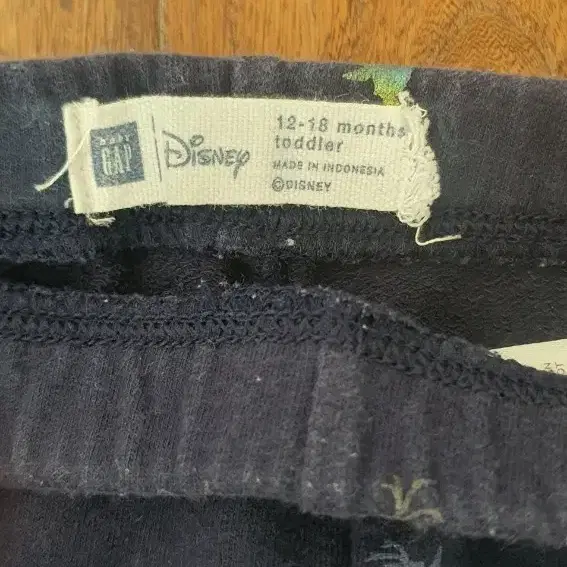 baby
GAP
Disney
12-18 months
toddler
MADE IN INDONESIA
©DISNEY